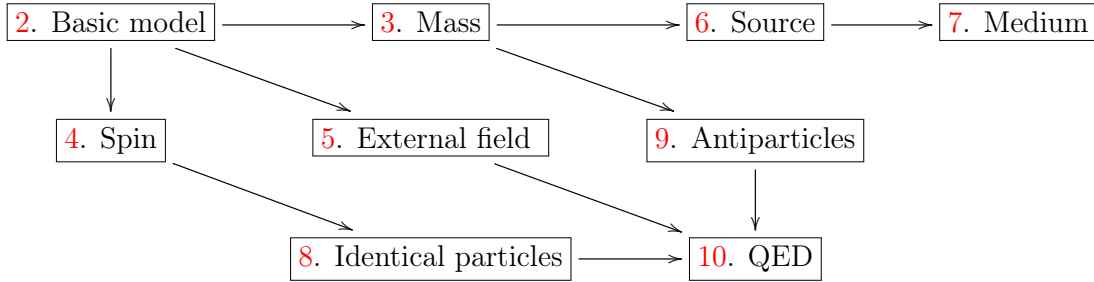 2. Basic model
3. Mass
6. Source
7. Medium
4. Spin
5. External field
9. Antiparticles
8. Identical particles
10. QED